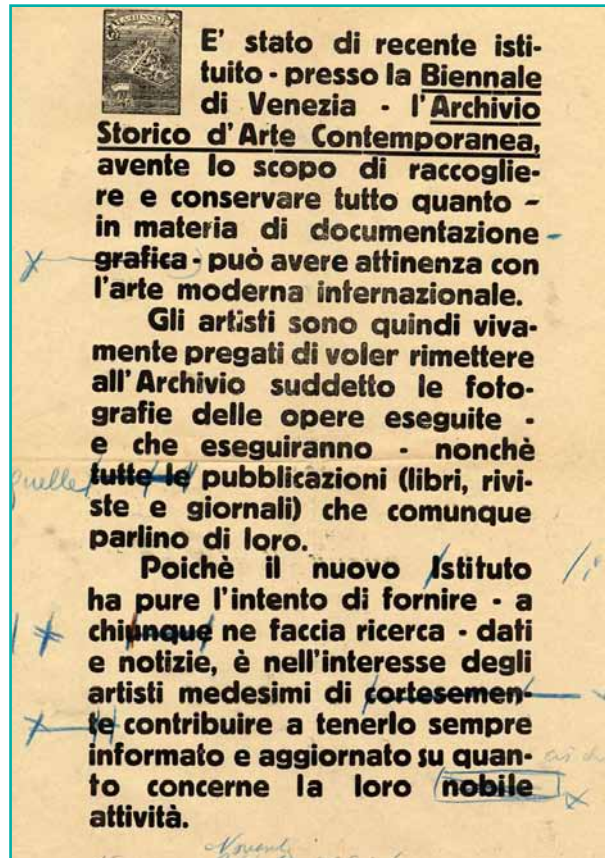 LA BIENNALE
E' stato di recente isti-
tuito - presso la Biennale
di Venezia - l'Archivio
Storico d'Arte Contemporanea,
avente lo scopo di raccoglie-
re e conservare tutto quanto -
in materia di documentazione
grafica - può avere attinenza con
l'arte moderna internazionale.
Gli artisti sono quindi viva-
mente pregati di voler rimettere
all'Archivio suddetto le foto-
grafie delle opere eseguite -
e che eseguiranno - nonchè
quelle tutte le pubblicazioni (libri, rivi-
ste e giornali) che comunque
parlino di loro.
Poichè il nuovo Istituto
ha pure l'intento di fornire - a
chiunque ne faccia ricerca - dati
e notizie, è nell'interesse degli
artisti medesimi di cortesemen-
te contribuire a tenerlo sempre
informato e aggiornato su quan-
to concerne la loro nobile
attività.